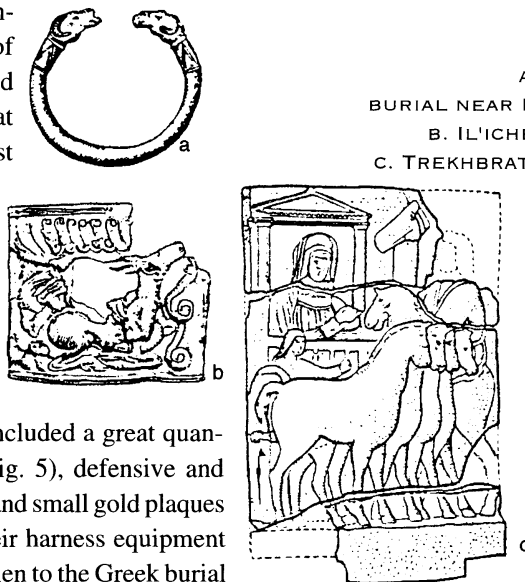 n-
of
d
at
st
a
BURIAL NEAR
B. IL'ICH
C. TREKHBRAT
b
ncluded a great quan-
ig. 5), defensive and
and small gold plaques
eir harness equipment
en to the Greek burial